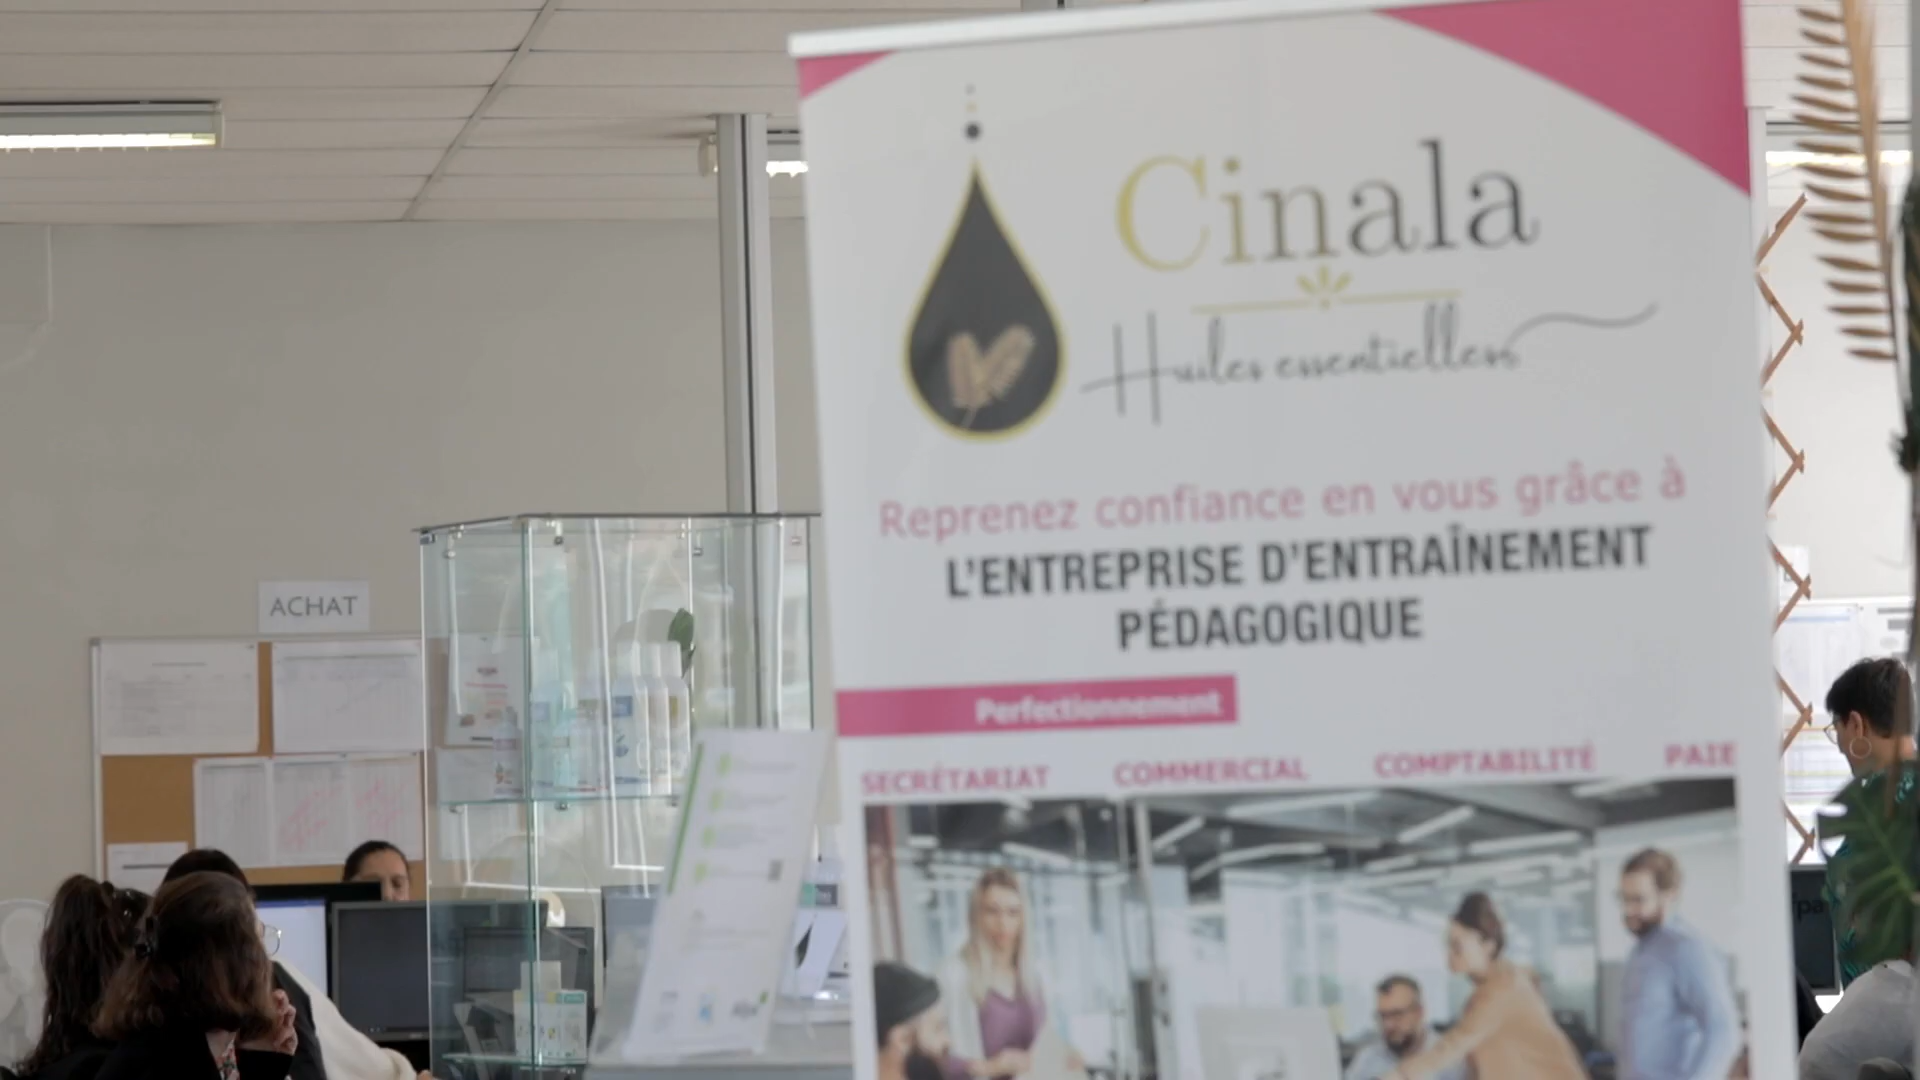 Cinala
Huiles essentielles
Reprenez confiance en vous grâce à
L'ENTREPRISE D'ENTRAÎNEMENT
PÉDAGOGIQUE
Perfectionnement
SECRÉTARIAT COMMERCIAL COMPTABILITÉ PAIE
ACHAT